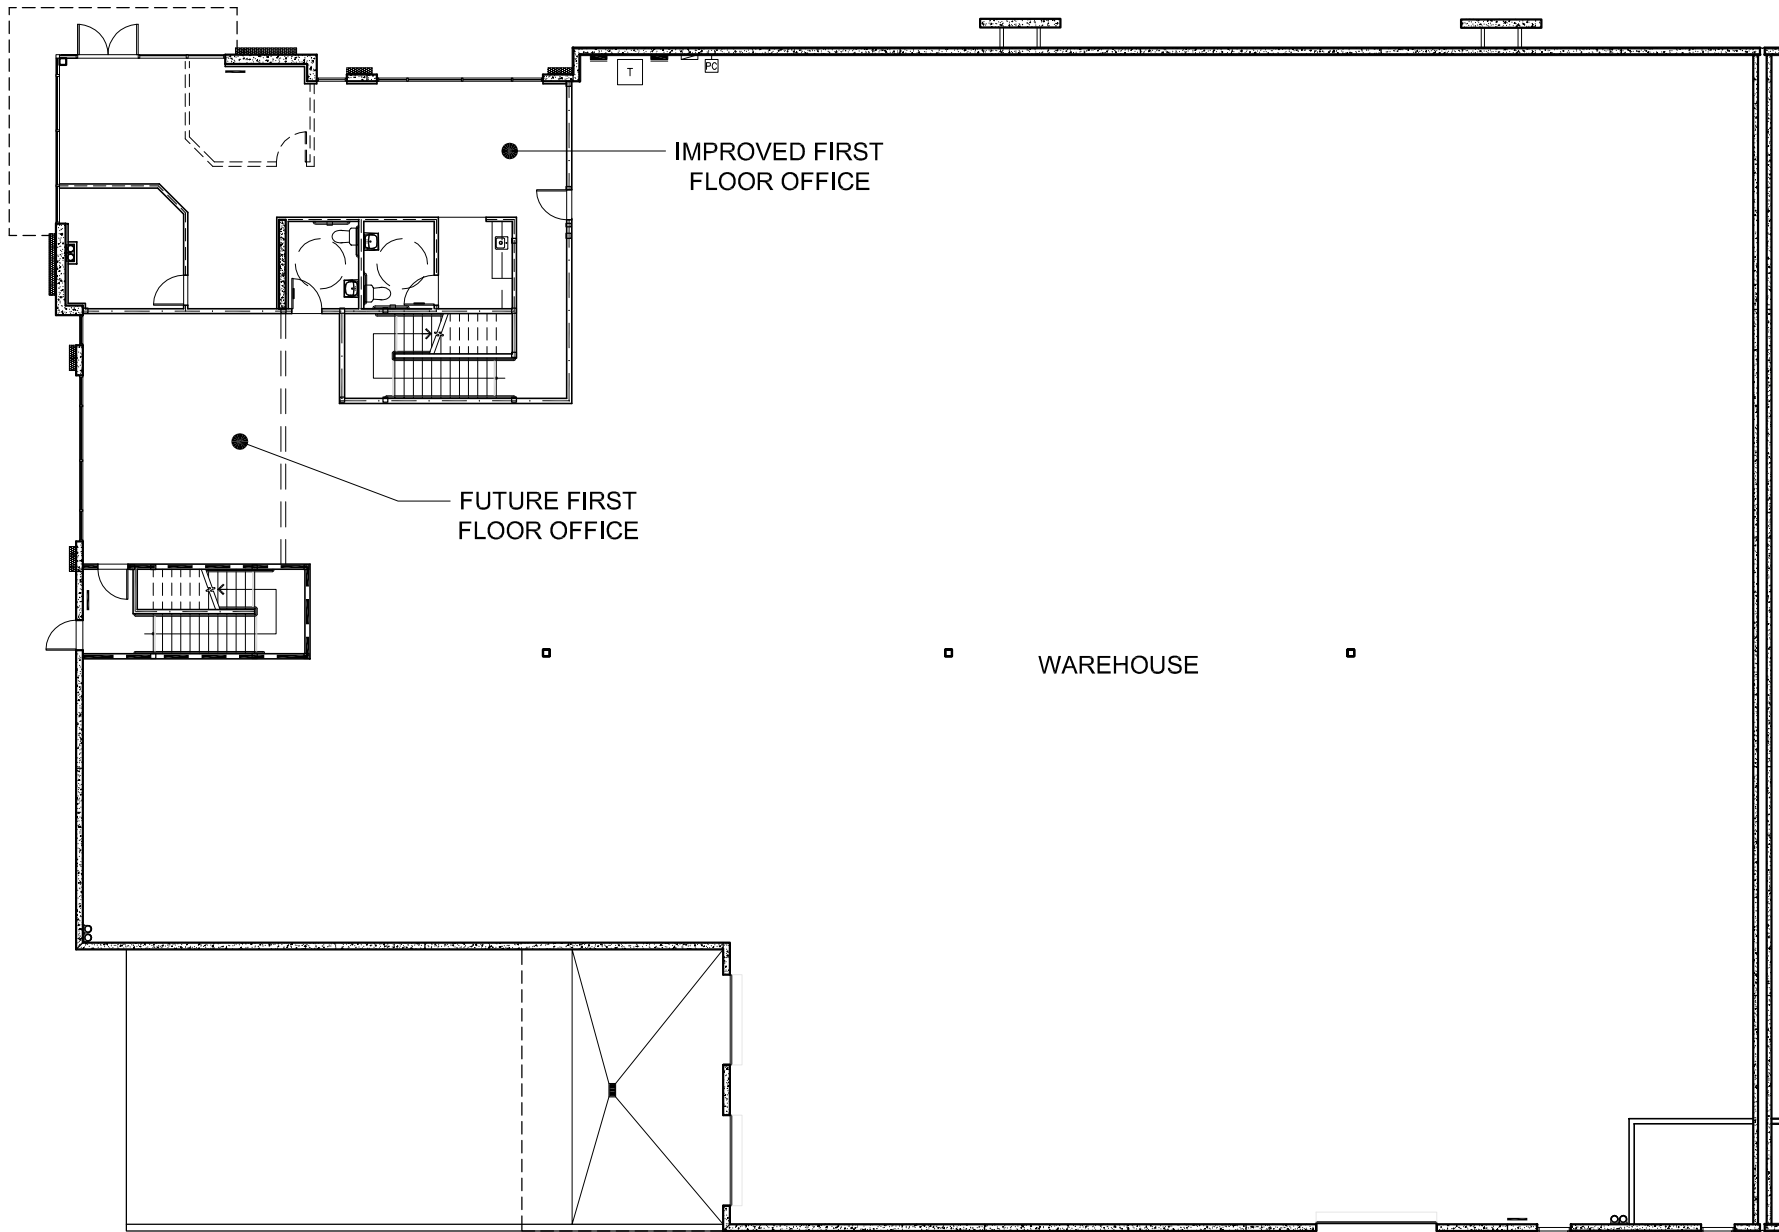 T
PC
IMPROVED FIRST
FLOOR OFFICE
FUTURE FIRST
FLOOR OFFICE
WAREHOUSE